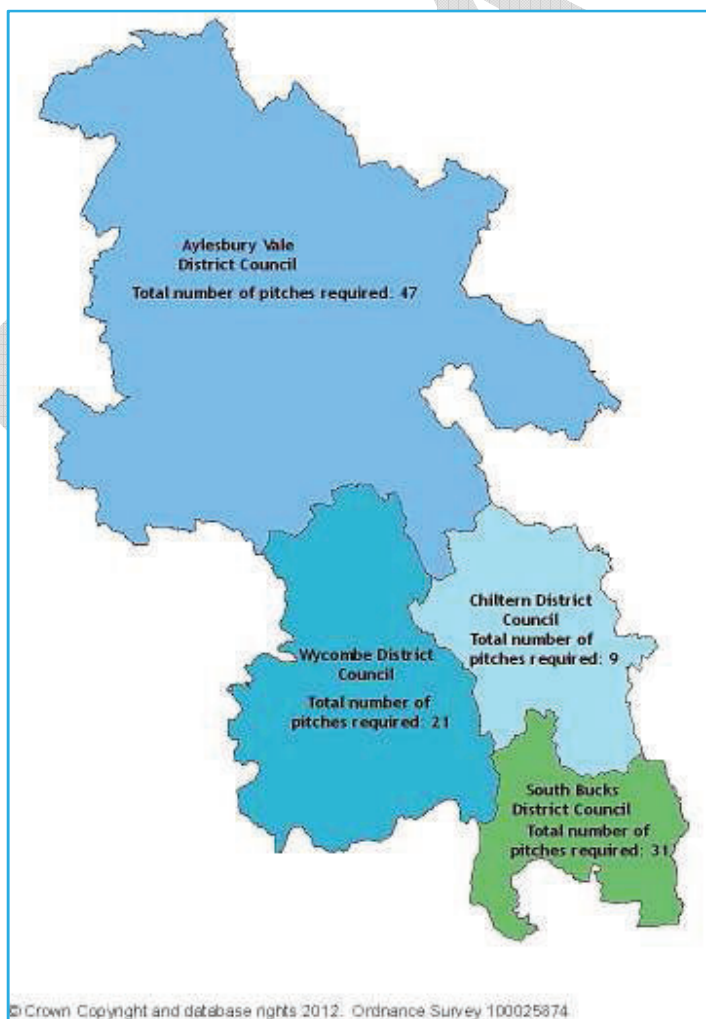 Aylesbury Vale
District Council
Total number of pitches required: 47
Chiltern District
Council
Total number of
pitches required: 9
Wycombe District
Council
Total number of
pitches required: 21
South Bucks
District Council
Total number of
pitches required: 31
© Crown Copyright and database rights 2012. Ordnance Survey 100025874